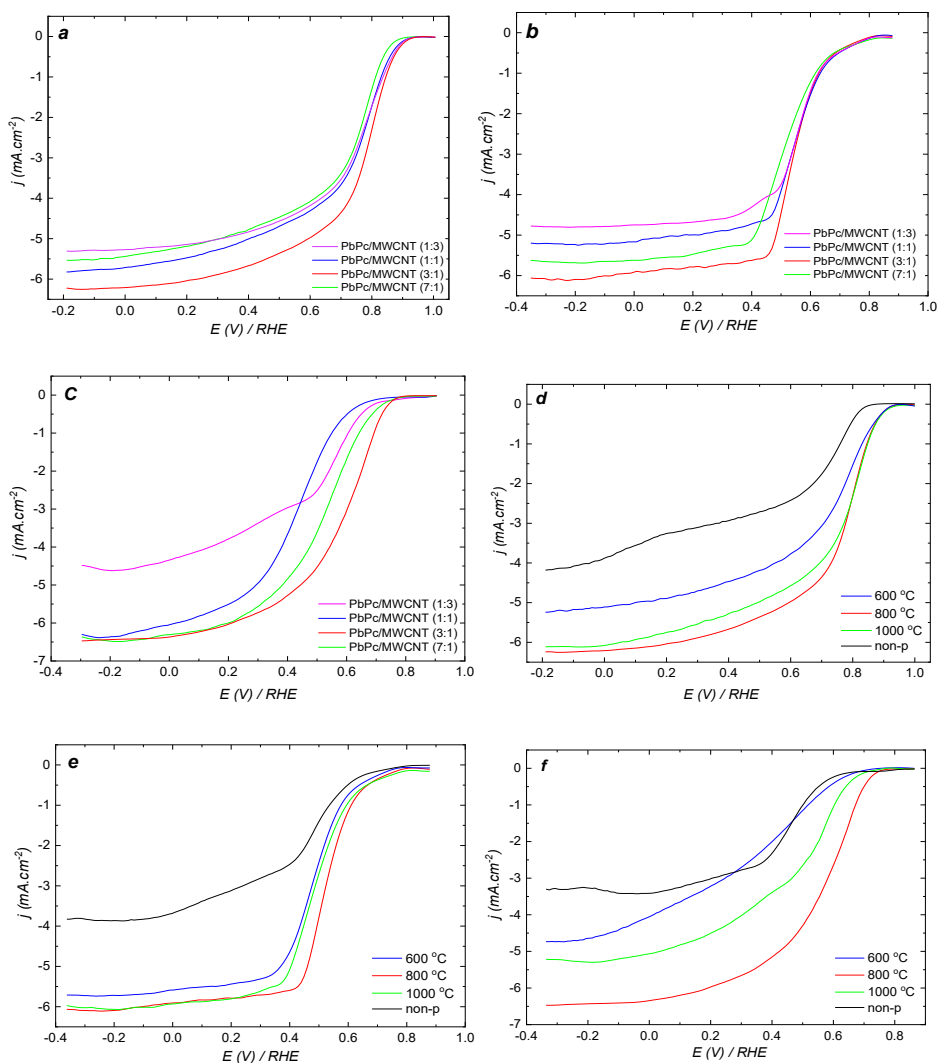 a
0
-1
-2
-3
-4
-5
-6
j (mA.cm-2)
PbPc/MWCNT (1:3)
PbPc/MWCNT (1:1)
PbPc/MWCNT (3:1)
PbPc/MWCNT (7:1)
-0.2 0.0 0.2 0.4 0.6 0.8 1.0
E (V) / RHE
b
0
-1
-2
-3
-4
-5
-6
-7
j (mA.cm-2)
PbPc/MWCNT (1:3)
PbPc/MWCNT (1:1)
PbPc/MWCNT (3:1)
PbPc/MWCNT (7:1)
-0.2 0.0 0.2 0.4 0.6 0.8 1.0
E (V) / RHE
C
0
-1
-2
-3
-4
-5
-6
-7
j (mA.cm-2)
PbPc/MWCNT (1:3)
PbPc/MWCNT (1:1)
PbPc/MWCNT (3:1)
PbPc/MWCNT (7:1)
-0.4 -0.2 0.0 0.2 0.4 0.6 0.8 1.0
E (V) / RHE
d
0
-1
-2
-3
-4
-5
-6
j (mA.cm-2)
600 °C
800 °C
1000 °C
non-p
-0.2 0.0 0.2 0.4 0.6 0.8 1.0
E (V) / RHE
e
0
-1
-2
-3
-4
-5
-6
-7
j (mA.cm-2)
600 °C
800 °C
1000 °C
non-p
-0.4 -0.2 0.0 0.2 0.4 0.6 0.8 1.0
E (V) / RHE
f
0
-1
-2
-3
-4
-5
-6
-7
j (mA.cm-2)
600 °C
800 °C
1000 °C
non-p
-0.4 -0.2 0.0 0.2 0.4 0.6 0.8
E (V) / RHE